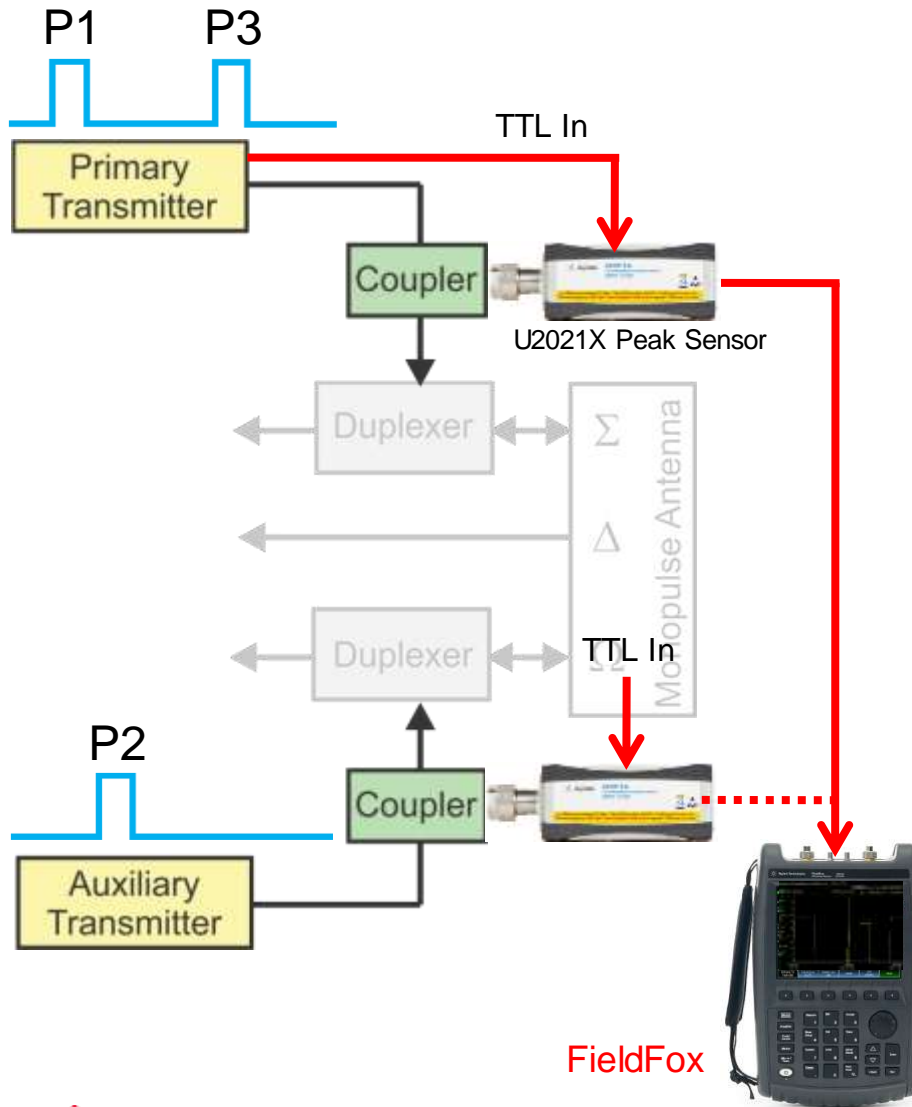 P1 P3
TTL In
Primary
Transmitter
Coupler
U2021X Peak Sensor
Duplexer
Σ
Δ
Ω
Monopulse Antenna
Duplexer
TTL In
P2
Coupler
Auxiliary
Transmitter
FieldFox